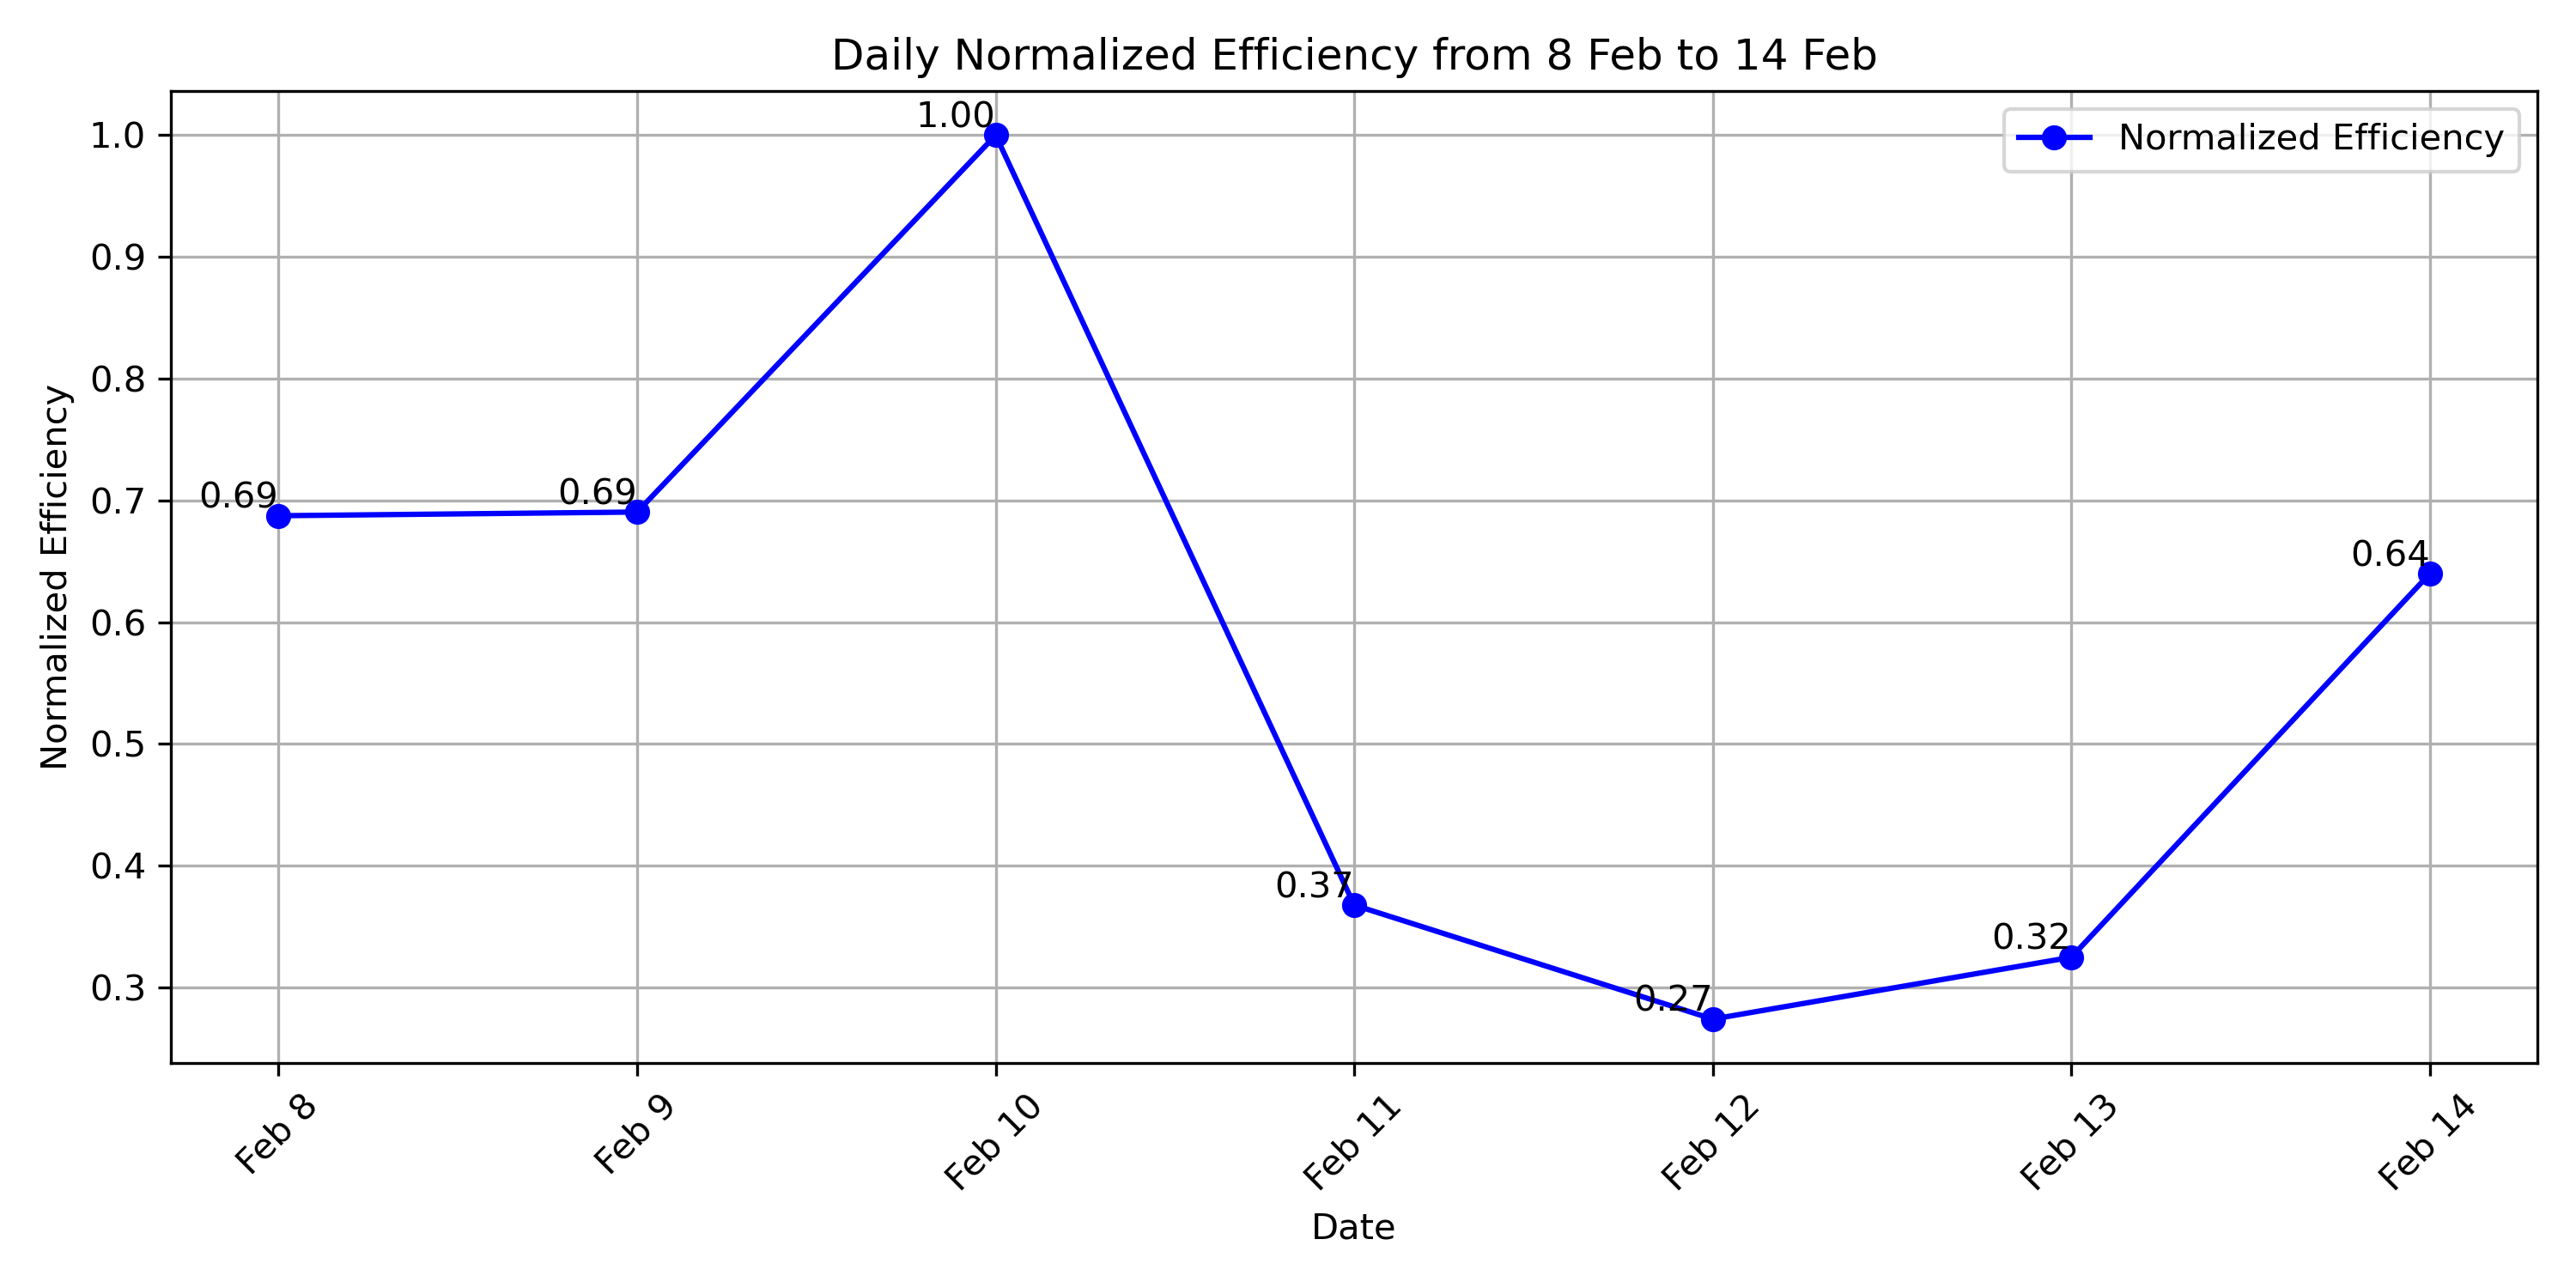 Daily Normalized Efficiency from 8 Feb to 14 Feb
Normalized Efficiency
Normalized Efficiency
1.0
0.9
0.8
0.7
0.6
0.5
0.4
0.3
0.69
0.69
1.00
0.37
0.27
0.32
0.64
Feb 8
Feb 9
Feb 10
Feb 11
Feb 12
Feb 13
Feb 14
Date